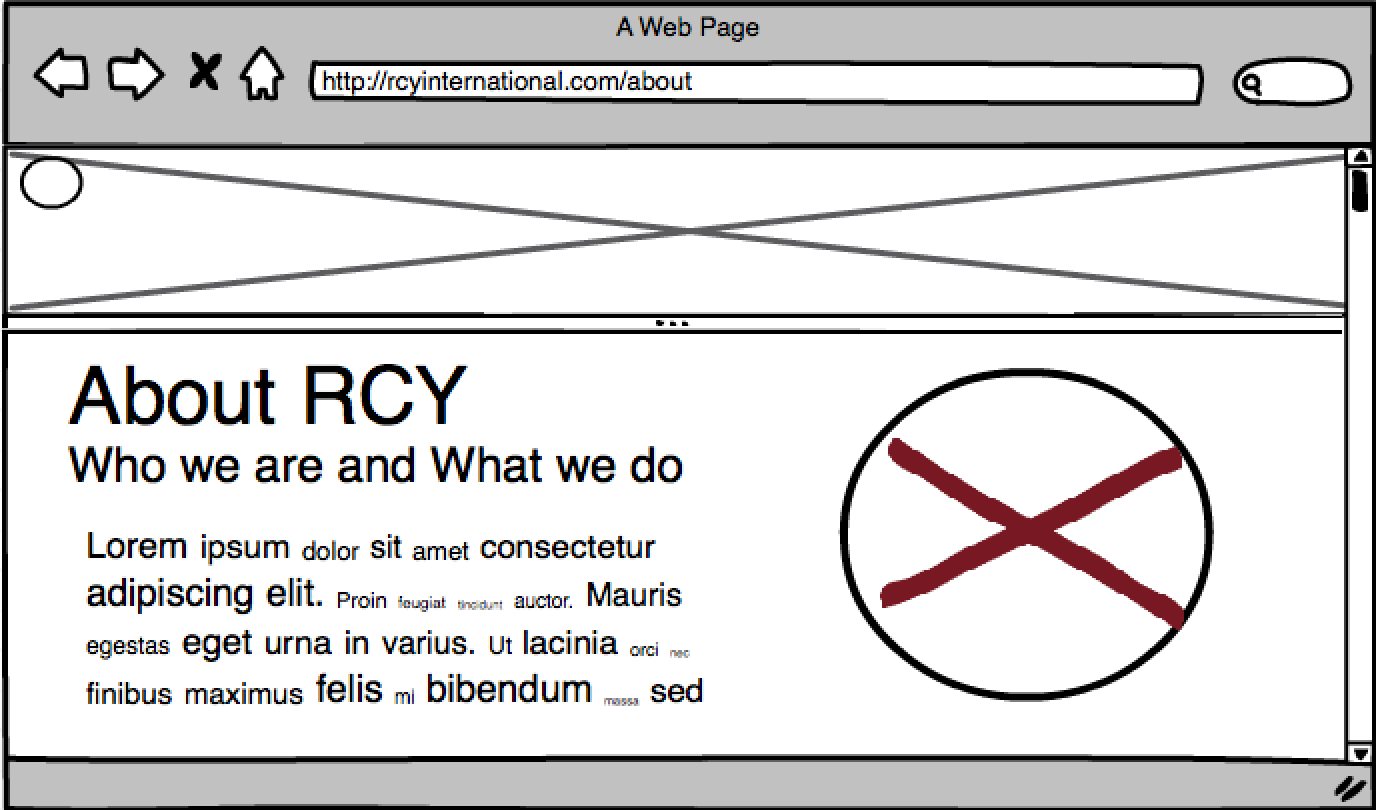 A Web Page
http://rcyinternational.com/about
About RCY
Who we are and What we do
Lorem ipsum dolor sit amet consectetur
adipiscing elit. Proin feugiat tincidunt auctor. Mauris
egestas eget urna in varius. Ut lacinia orci nec
finibus maximus felis mi bibendum massa sed